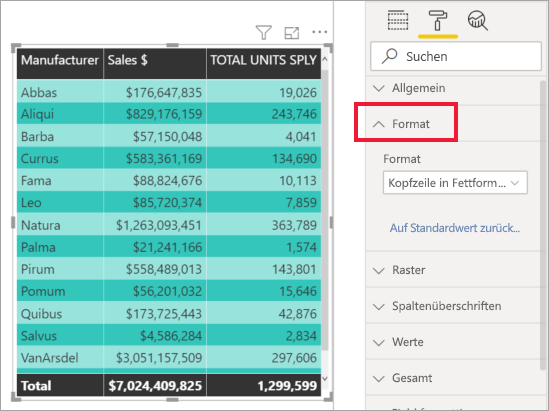 Manufacturer Sales $ TOTAL UNITS SPLY
Abbas $176,647,835 19,026
Aliqui $829,176,159 243,746
Barba $57,150,048 4,041
Currus $583,361,169 134,690
Fama $88,824,676 10,113
Leo $85,720,374 7,859
Natura $1,263,093,451 363,789
Palma $21,241,166 1,574
Pirum $558,489,013 143,801
Pomum $56,201,032 15,646
Quibus $173,725,443 42,876
Salvus $4,586,284 2,834
VanArsdel $3,051,157,509 297,606
Total $7,024,409,825 1,299,599
Suchen
Allgemein
Format
Format
Kopfzeile in Fettform...
Auf Standardwert zurück...
Raster
Spaltenüberschriften
Werte
Gesamt